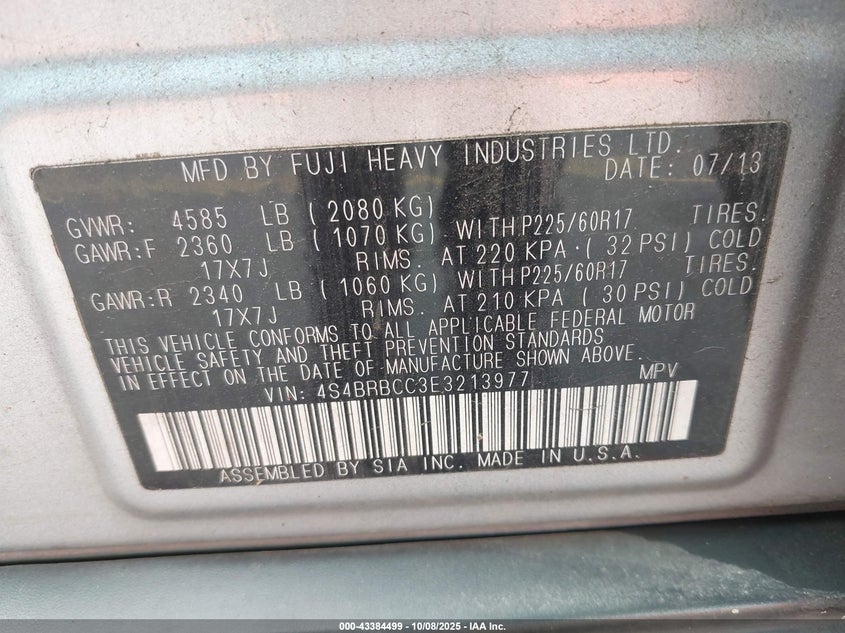 MFD BY FUJI HEAVY INDUSTRIES LTD.
DATE: 07/13
GVWR: 4585 LB ( 2080 KG)
GAWR:F 2360 LB ( 1070 KG) WITH P225/60R17 TIRES.
17X7J RIMS. AT 220 KPA ( 32 PSI) COLD
GAWR:R 2340 LB ( 1060 KG) WITH P225/60R17 TIRES.
17X7J RIMS. AT 210 KPA ( 30 PSI) COLD
THIS VEHICLE CONFORMS TO ALL APPLICABLE FEDERAL MOTOR
VEHICLE SAFETY AND THEFT PREVENTION STANDARDS
IN EFFECT ON THE DATE OF MANUFACTURE SHOWN ABOVE.
VIN: 4S4BRBCC3E3213977 MPV
ASSEMBLED BY SIA INC. MADE IN U.S.A.
000-43384499 - 10/08/2025 - IAA Inc.